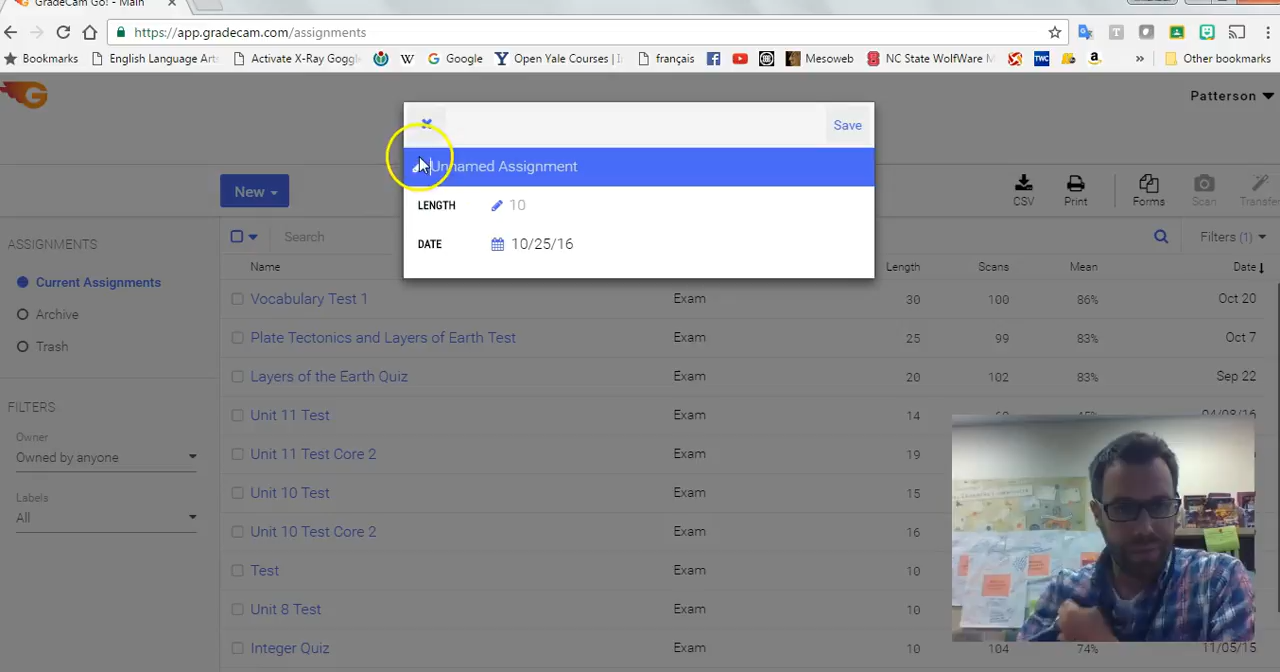 GradeCam Go! - Main
https://app.gradecam.com/assignments
Bookmarks English Language Art Activate X-Ray Goggl W Google Open Yale Courses | I français Mesoweb NC State WolfWare M TWC a » Other bookmarks
G
Patterson
Save
Unnamed Assignment
LENGTH 10
DATE 10/25/16
New
CSV Print Forms Scan Transfer
ASSIGNMENTS
Search
Filters (1)
Name Length Scans Mean Date
Current Assignments
Archive
Trash
FILTERS
Owner
Owned by anyone
Labels
All
Vocabulary Test 1 Exam 30 100 86% Oct 20
Plate Tectonics and Layers of Earth Test Exam 25 99 83% Oct 7
Layers of the Earth Quiz Exam 20 102 83% Sep 22
Unit 11 Test Exam 14
Unit 11 Test Core 2 Exam 19
Unit 10 Test Exam 15
Unit 10 Test Core 2 Exam 16
Test Exam 10
Unit 8 Test Exam 10
Integer Quiz Exam 10 104 74% 11/05/15